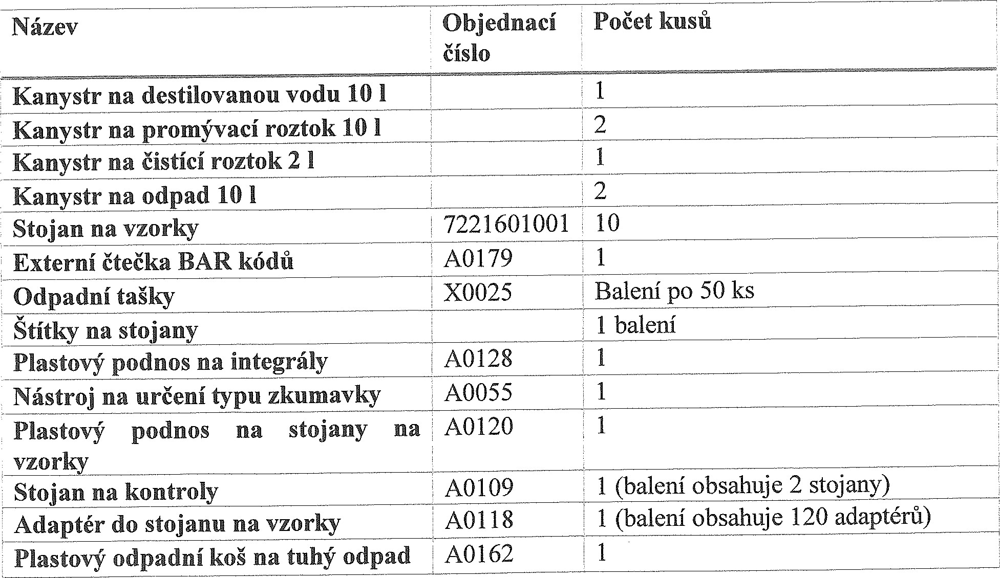 Název Objednací číslo Počet kusů
Kanystr na destilovanou vodu 10 l 1
Kanystr na promývací roztok 10 l 2
Kanystr na čistící roztok 2 l 1
Kanystr na odpad 10 l 2
Stojan na vzorky 7221601001 10
Externí čtečka BAR kódů A0179 1
Odpadní tašky X0025 Balení po 50 ks
Štítky na stojany 1 balení
Plastový podnos na integrály A0128 1
Nástroj na určení typu zkumavky A0055 1
Plastový podnos na stojany na A0120 1
vzorky
Stojan na kontroly A0109 1 (balení obsahuje 2 stojany)
Adaptér do stojanu na vzorky A0118 1 (balení obsahuje 120 adaptérů)
Plastový odpadní koš na tuhý odpad A0162 1